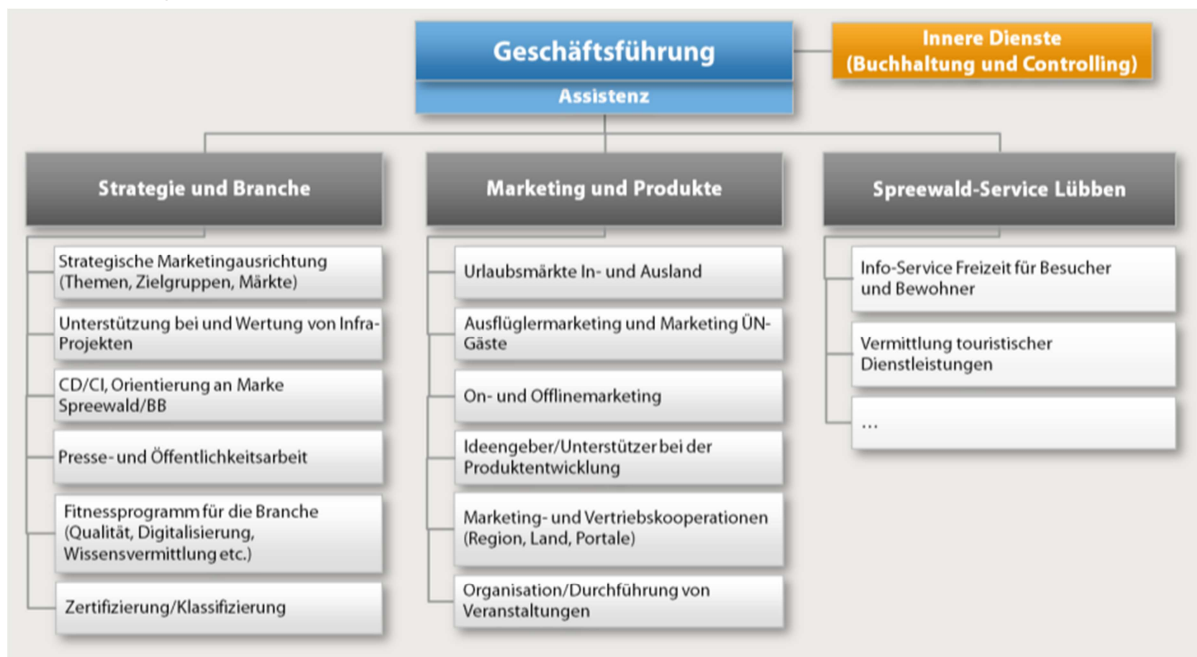 Geschäftsführung
Assistenz
Innere Dienste
(Buchhaltung und Controlling)
Strategie und Branche
Strategische Marketingausrichtung
(Themen, Zielgruppen, Märkte)
Unterstützung bei und Wertung von Infra-
Projekten
CD/CI, Orientierung an Marke
Spreewald/BB
Presse- und Öffentlichkeitsarbeit
Fitnessprogramm für die Branche
(Qualität, Digitalisierung,
Wissensvermittlung etc.)
Zertifizierung/Klassifizierung
Marketing und Produkte
Urlaubsmärkte In- und Ausland
Ausflüglermarketing und Marketing ÜN-
Gäste
On- und Offlinemarketing
Ideengeber/Unterstützer bei der
Produktentwicklung
Marketing- und Vertriebskooperationen
(Region, Land, Portale)
Organisation/Durchführung von
Veranstaltungen
Spreewald-Service Lübben
Info-Service Freizeit für Besucher
und Bewohner
Vermittlung touristischer
Dienstleistungen
…